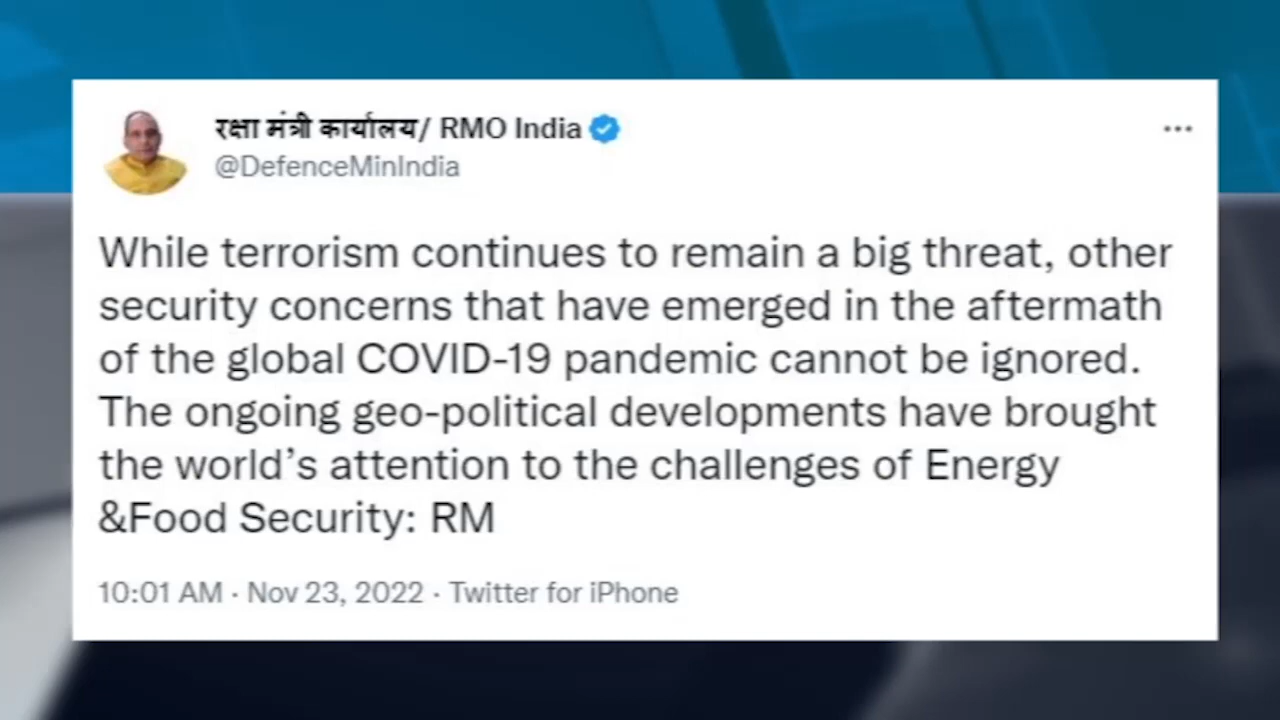 रक्षा मंत्री कार्यालय/ RMO India
@DefenceMinIndia
While terrorism continues to remain a big threat, other
security concerns that have emerged in the aftermath
of the global COVID-19 pandemic cannot be ignored.
The ongoing geo-political developments have brought
the world’s attention to the challenges of Energy
&Food Security: RM
10:01 AM · Nov 23, 2022 · Twitter for iPhone